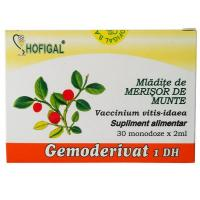 HOFIGAL
Mlădițe de
MERIȘOR DE
MUNTE
Vaccinium vitis-idaea
Supliment alimentar
30 monodoze x 2ml
Gemoderivat 1 DH